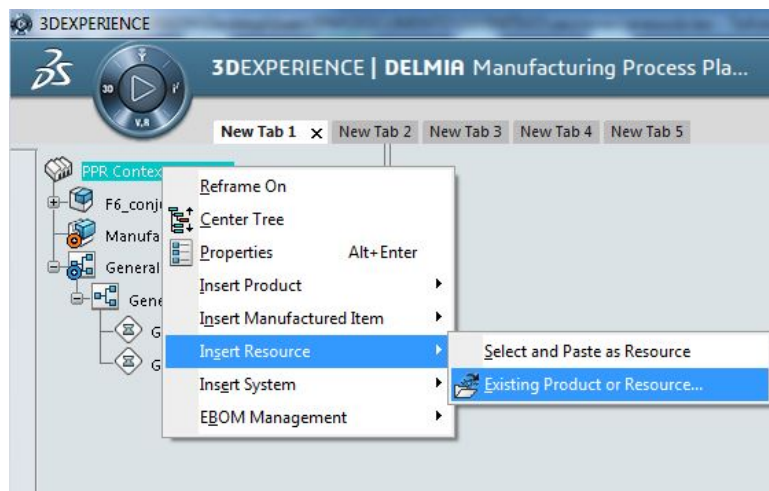 3DEXPERIENCE
3DEXPERIENCE | DELMIA Manufacturing Process Pla...
3D
V,R
New Tab 1 x New Tab 2 New Tab 3 New Tab 4 New Tab 5
PPR Contex
F6_conj
Manufa
General
Gene
G
G
Reframe On
Center Tree
Properties Alt+Enter
Insert Product
Insert Manufactured Item
Insert Resource
Insert System
EBOM Management
Select and Paste as Resource
Existing Product or Resource...